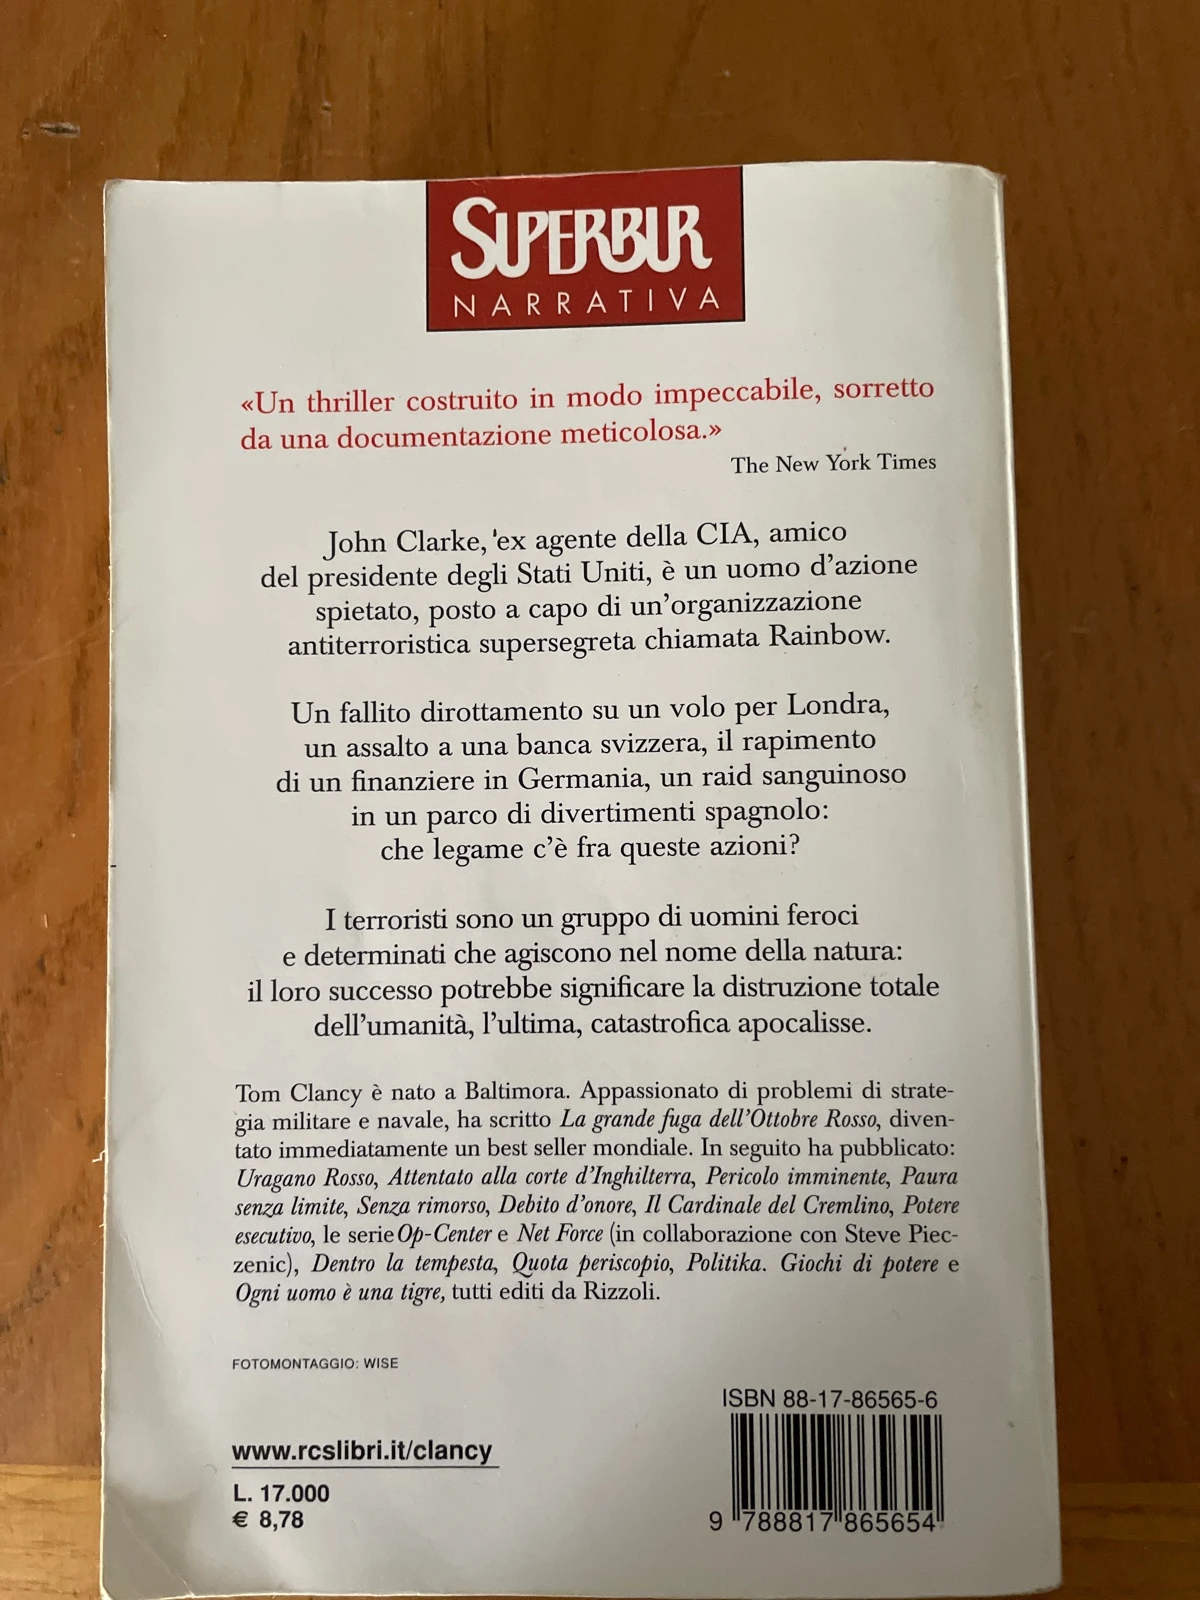 SUPERBUR
NARRATIVA
«Un thriller costruito in modo impeccabile, sorretto
da una documentazione meticolosa.»
The New York Times
John Clarke, ex agente della CIA, amico
del presidente degli Stati Uniti, è un uomo d'azione
spietato, posto a capo di un'organizzazione
antiterroristica supersegreta chiamata Rainbow.
Un fallito dirottamento su un volo per Londra,
un assalto a una banca svizzera, il rapimento
di un finanziere in Germania, un raid sanguinoso
in un parco di divertimenti spagnolo:
che legame c'è fra queste azioni?
I terroristi sono un gruppo di uomini feroci
e determinati che agiscono nel nome della natura:
il loro successo potrebbe significare la distruzione totale
dell'umanità, l'ultima, catastrofica apocalisse.
Tom Clancy è nato a Baltimora. Appassionato di problemi di strate-
gia militare e navale, ha scritto La grande fuga dell'Ottobre Rosso, diven-
tato immediatamente un best seller mondiale. In seguito ha pubblicato:
Uragano Rosso, Attentato alla corte d'Inghilterra, Pericolo imminente, Paura
senza limite, Senza rimorso, Debito d'onore, Il Cardinale del Cremlino, Potere
esecutivo, le serie Op-Center e Net Force (in collaborazione con Steve Piec-
zenic), Dentro la tempesta, Quota periscopio, Politika. Giochi di potere e
Ogni uomo è una tigre, tutti editi da Rizzoli.
FOTOMONTAGGIO: WISE
ISBN 88-17-86565-6
www.rcslibri.it/clancy
L. 17.000
€ 8,78
9 788817 865654